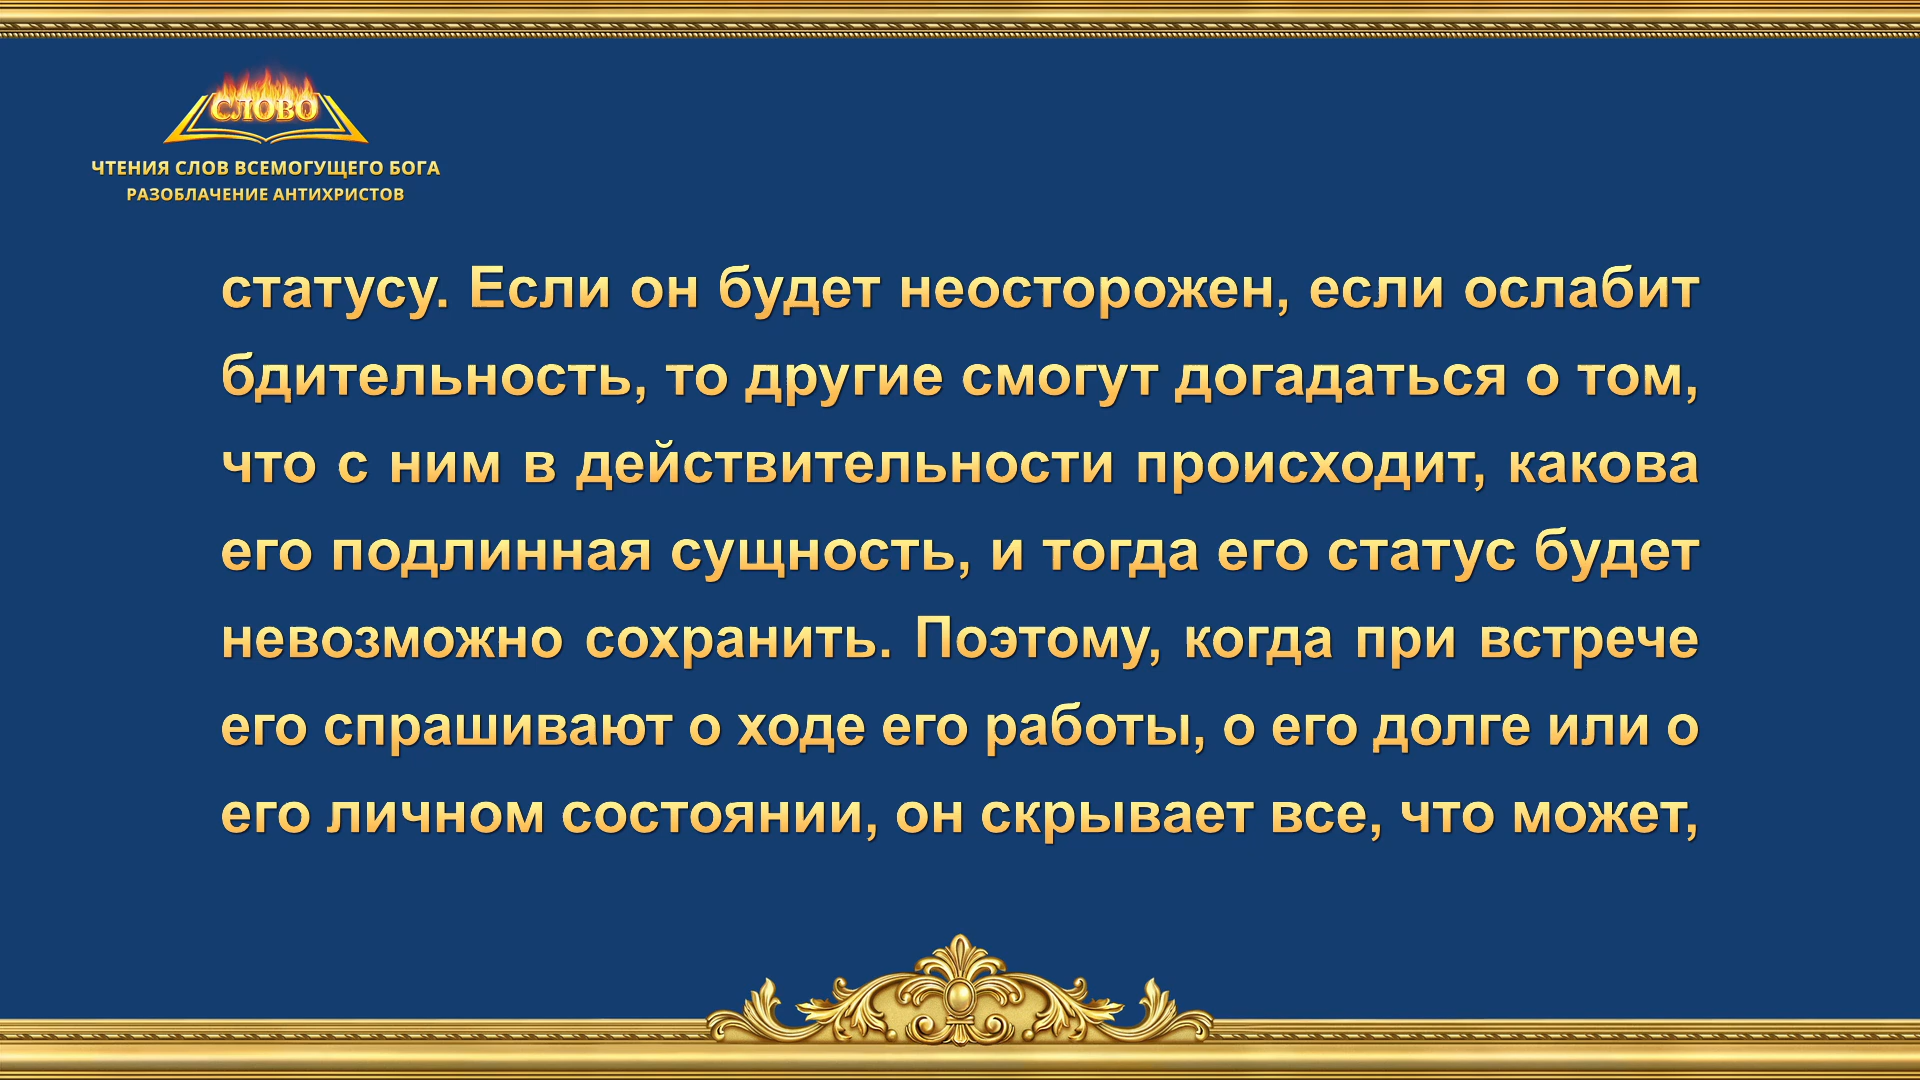 СЛОВО
ЧТЕНИЯ СЛОВ ВСЕМОГУЩЕГО БОГА
РАЗОБЛАЧЕНИЕ АНТИХРИСТОВ
статусу. Если он будет неосторожен, если ослабит
бдительность, то другие смогут догадаться о том,
что с ним в действительности происходит, какова
его подлинная сущность, и тогда его статус будет
невозможно сохранить. Поэтому, когда при встрече
его спрашивают о ходе его работы, о его долге или о
его личном состоянии, он скрывает все, что может,